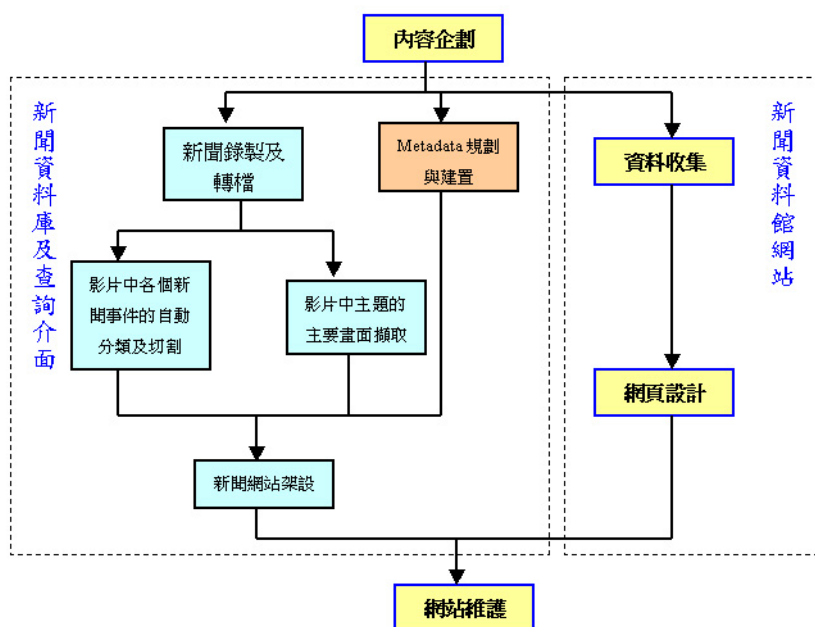 內容企劃
新聞資料庫及查詢介面
新聞資料館網站
新聞錄製及
轉檔
Metadata 規劃
與建置
資料收集
影片中各個新
聞事件的自動
分類及切割
影片中主題的
主要畫面擷取
網頁設計
新聞網站架設
網站維護